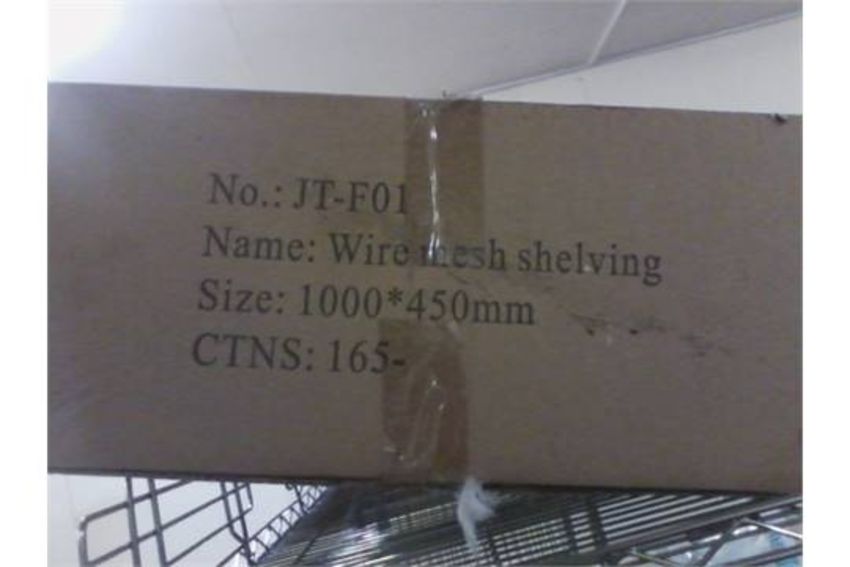 No.: JT-F01
Name: Wire mesh shelving
Size: 1000*450mm
CTNS: 165-